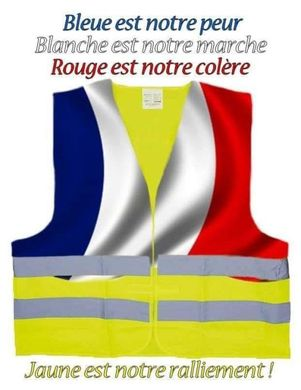 Bleue est notre peur
Blanche est notre marche
Rouge est notre colère
Jaune est notre ralliement !